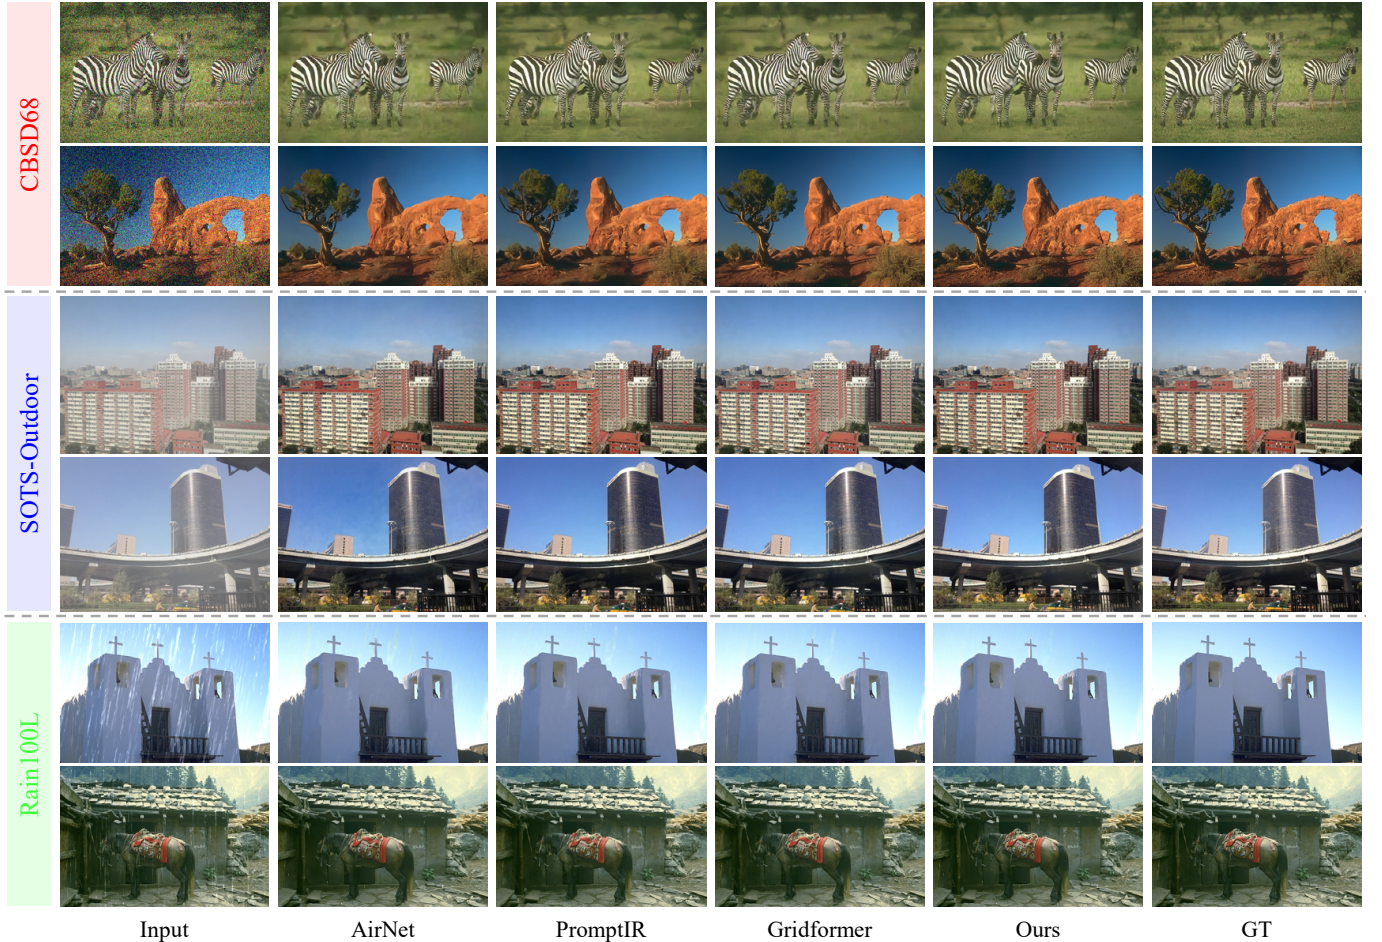 CBSD68
SOTS-Outdoor
Rain100L
Input
AirNet
PromptIR
Gridformer
Ours
GT